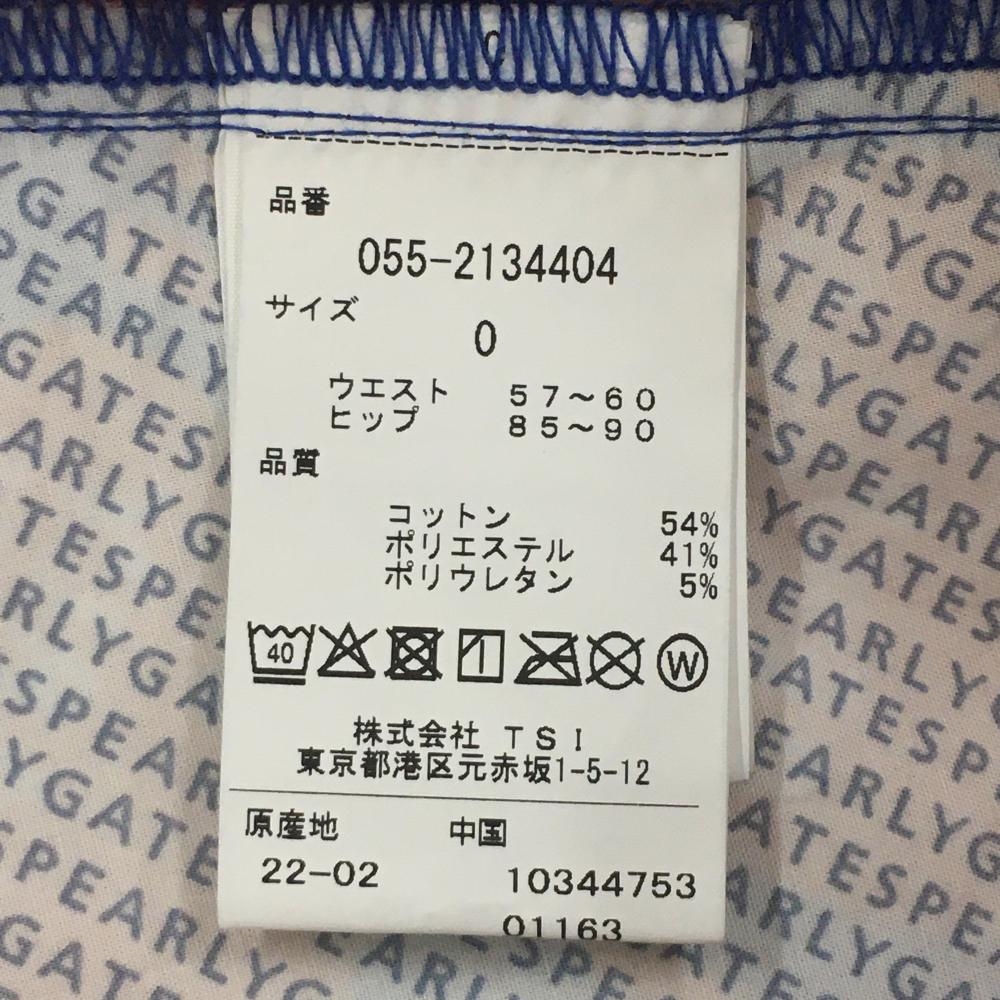 品番
055-2134404
サイズ
0
ウエスト 57~60
ヒップ 85~90
品質
コットン 54%
ポリエステル 41%
ポリウレタン 5%
40 W
株式会社 TSI
東京都港区元赤坂1-5-12
原産地 中国
22-02 10344753
01163
PEARLYGATES